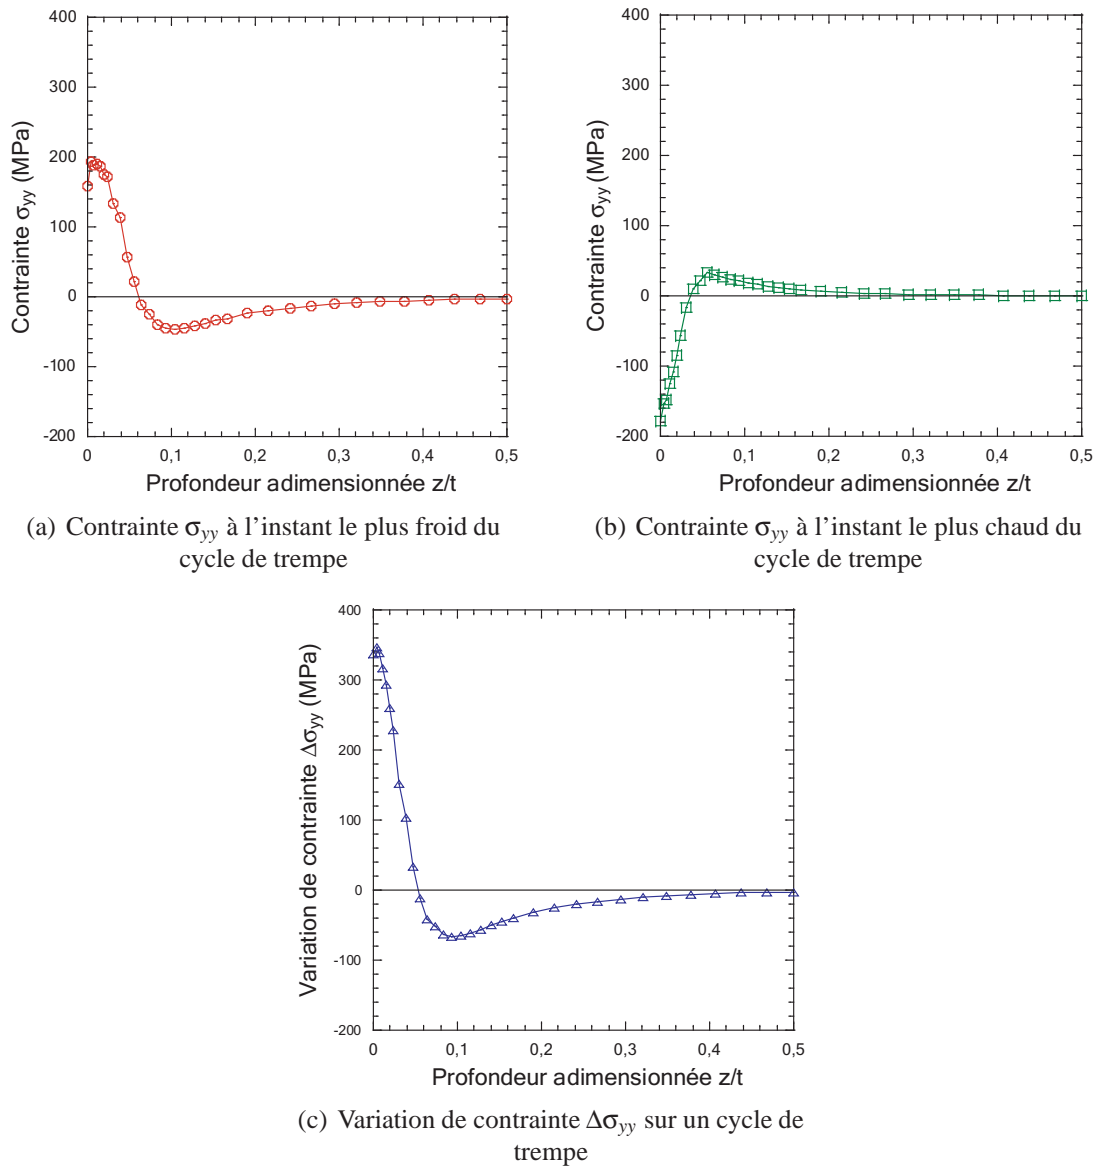 400
300
200
100
0
-100
-200
0 0,1 0,2 0,3 0,4 0,5
Contrainte σyy (MPa)
Profondeur adimensionnée z/t
(a) Contrainte σyy à l'instant le plus froid du
cycle de trempe
400
300
200
100
0
-100
-200
0 0,1 0,2 0,3 0,4 0,5
Contrainte σyy (MPa)
Profondeur adimensionnée z/t
(b) Contrainte σyy à l'instant le plus chaud du
cycle de trempe
400
300
200
100
0
-100
-200
0 0,1 0,2 0,3 0,4 0,5
Variation de contrainte Δσyy (MPa)
Profondeur adimensionnée z/t
(c) Variation de contrainte Δσyy sur un cycle de
trempe